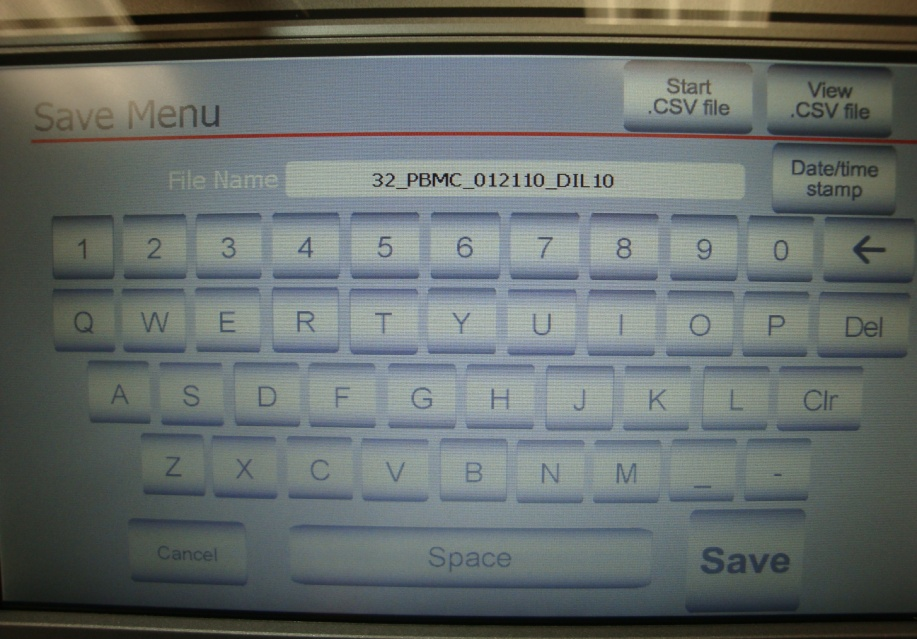 Save Menu
Start
.CSV file
View
.CSV file
File Name
32_PBMC_012110_DIL10
Date/time
stamp
1 2 3 4 5 6 7 8 9 0 ←
Q W E R T Y U I O P Del
A S D F G H J K L Clr
Z X C V B N M _ -
Cancel
Space
Save